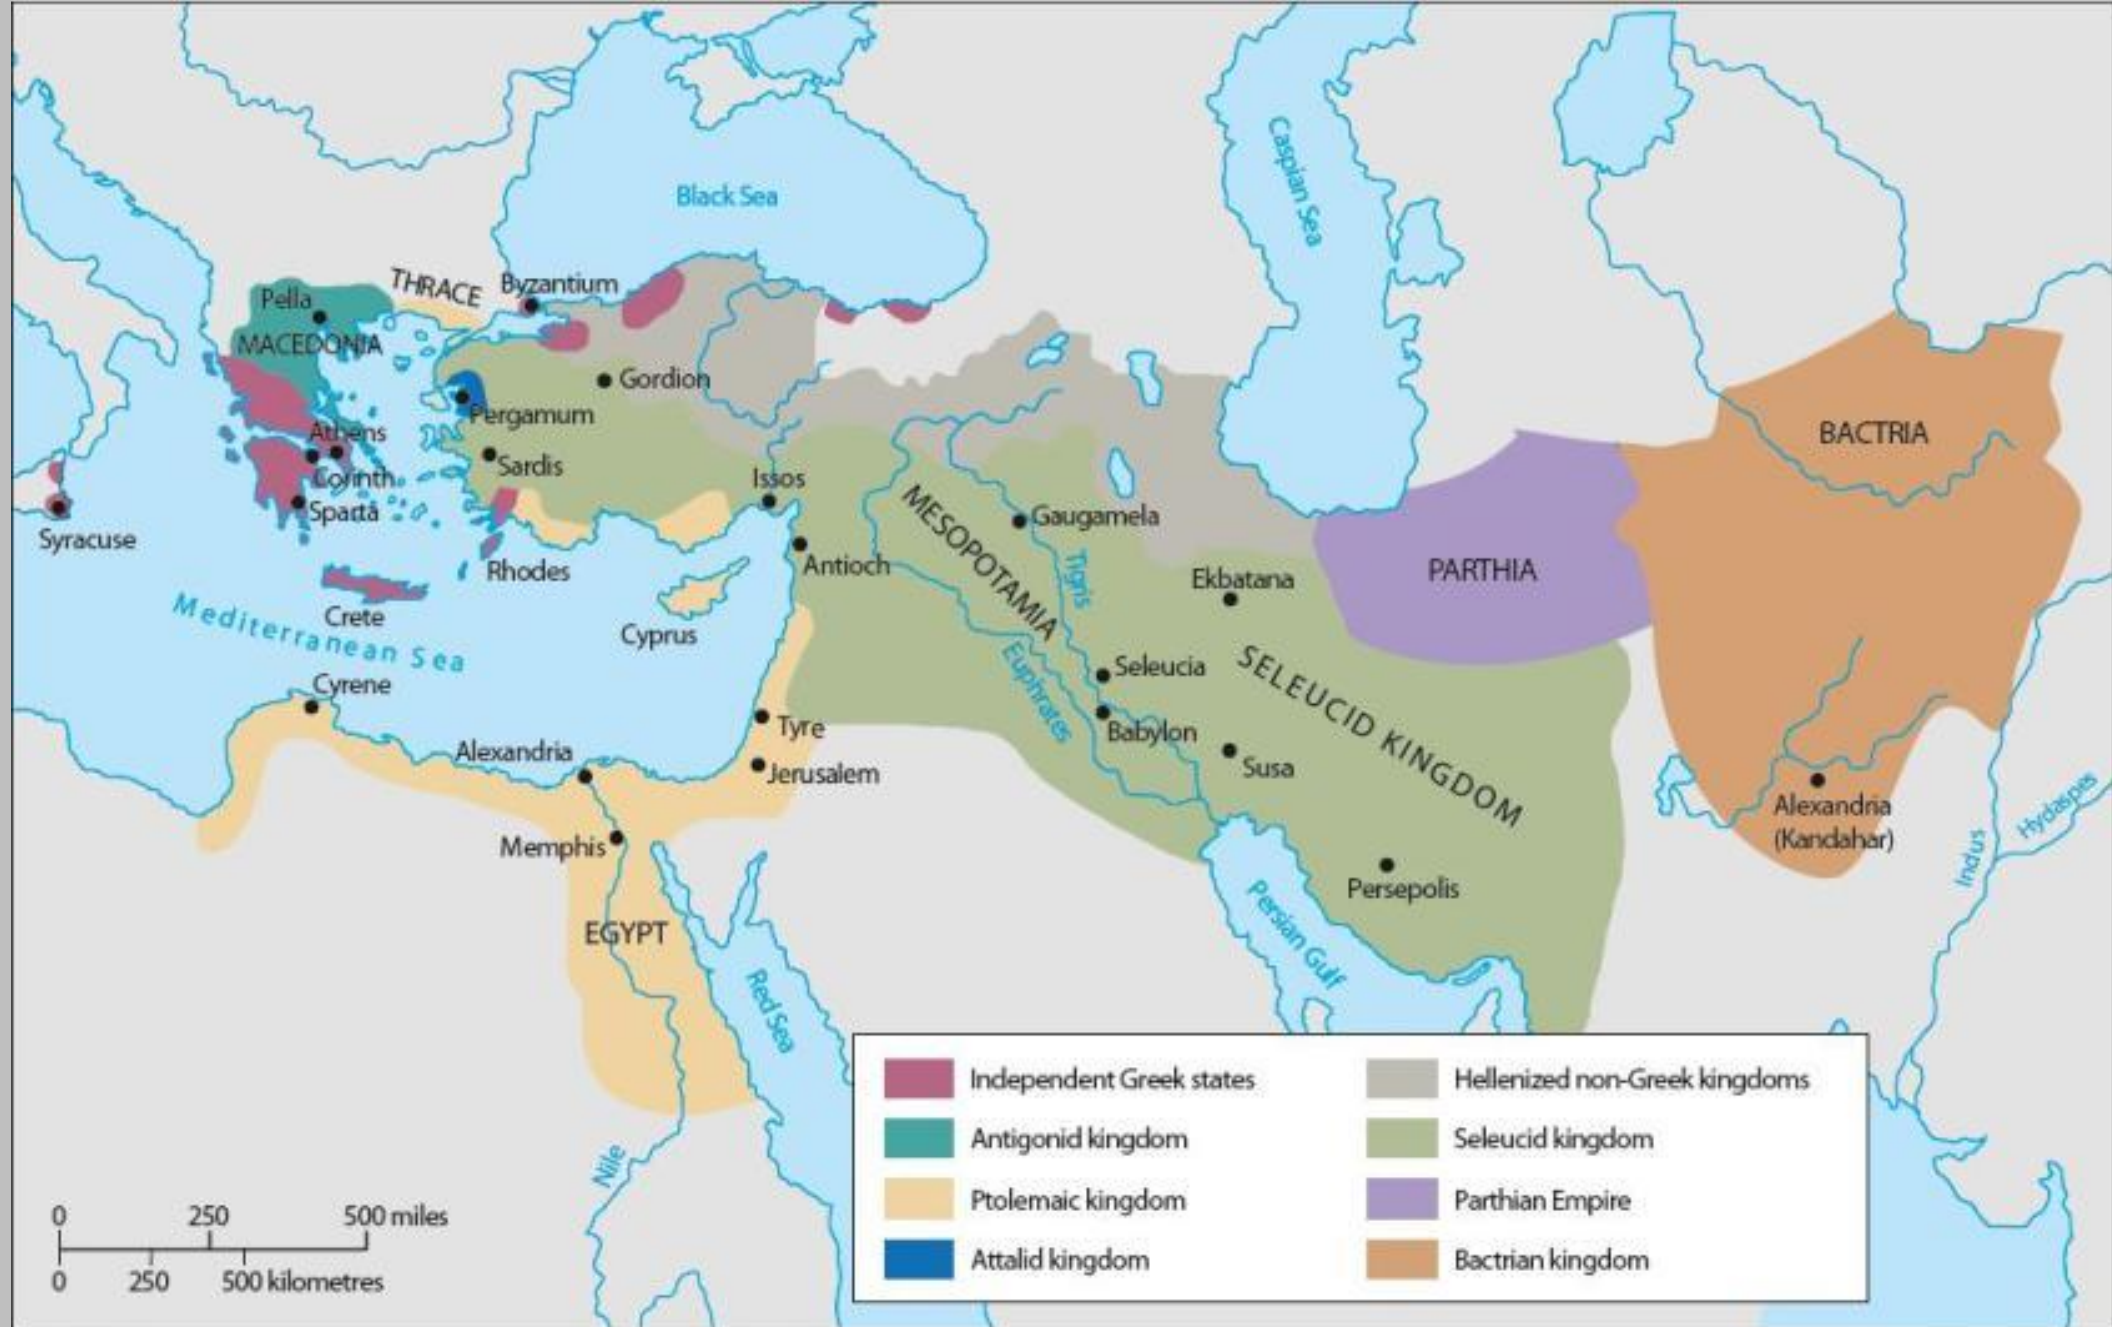 Black Sea
Caspian Sea
THRACE
Byzantium
Pella
MACEDONIA
Gordion
Pergamum
BACTRIA
Athens
Corinth
Sparta
Sardis
Issos
Syracuse
MESOPOTAMIA
Gaugamela
Rhodes
Antioch
Tigris
Ekbatana
PARTHIA
Crete
Cyprus
Mediterranean Sea
Cyrene
Euphrates
Seleucia
SELEUCID KINGDOM
Tyre
Babylon
Alexandria
Jerusalem
Susa
Memphis
Alexandria
(Kandahar)
Hydaspes
Indus
Persepolis
EGYPT
Persian Gulf
Red Sea
Nile
0 250 500 miles
0 250 500 kilometres
Independent Greek states
Antigonid kingdom
Ptolemaic kingdom
Attalid kingdom
Hellenized non-Greek kingdoms
Seleucid kingdom
Parthian Empire
Bactrian kingdom